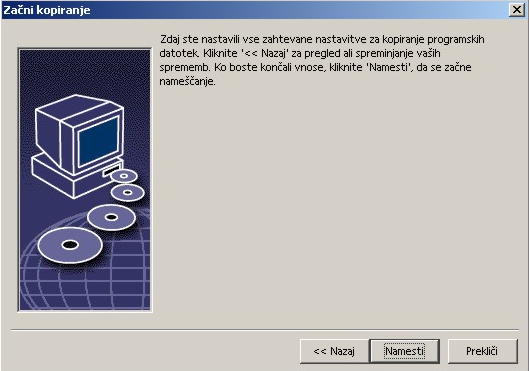 Začni kopiranje
Zdaj ste nastavili vse zahtevane nastavitve za kopiranje programskih
datotek. Kliknite '<< Nazaj' za pregled ali spreminjanje vaših
sprememb. Ko boste končali vnose, kliknite 'Namesti', da se začne
nameščanje.
<< Nazaj
Namesti
Prekliči